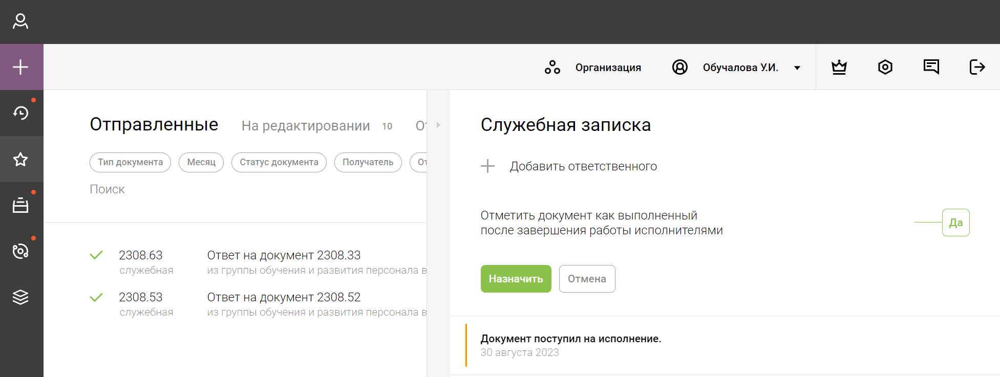 Организация
Обучалова У.И.
Отправленные
На редактировании 10
Тип документа
Месяц
Статус документа
Получатель
Поиск
2308.63
служебная
Ответ на документ 2308.33
из группы обучения и развития персонала в
2308.53
служебная
Ответ на документ 2308.52
из группы обучения и развития персонала в
Служебная записка
Добавить ответственного
Отметить документ как выполненный
после завершения работы исполнителями
Да
Назначить
Отмена
Документ поступил на исполнение.
30 августа 2023